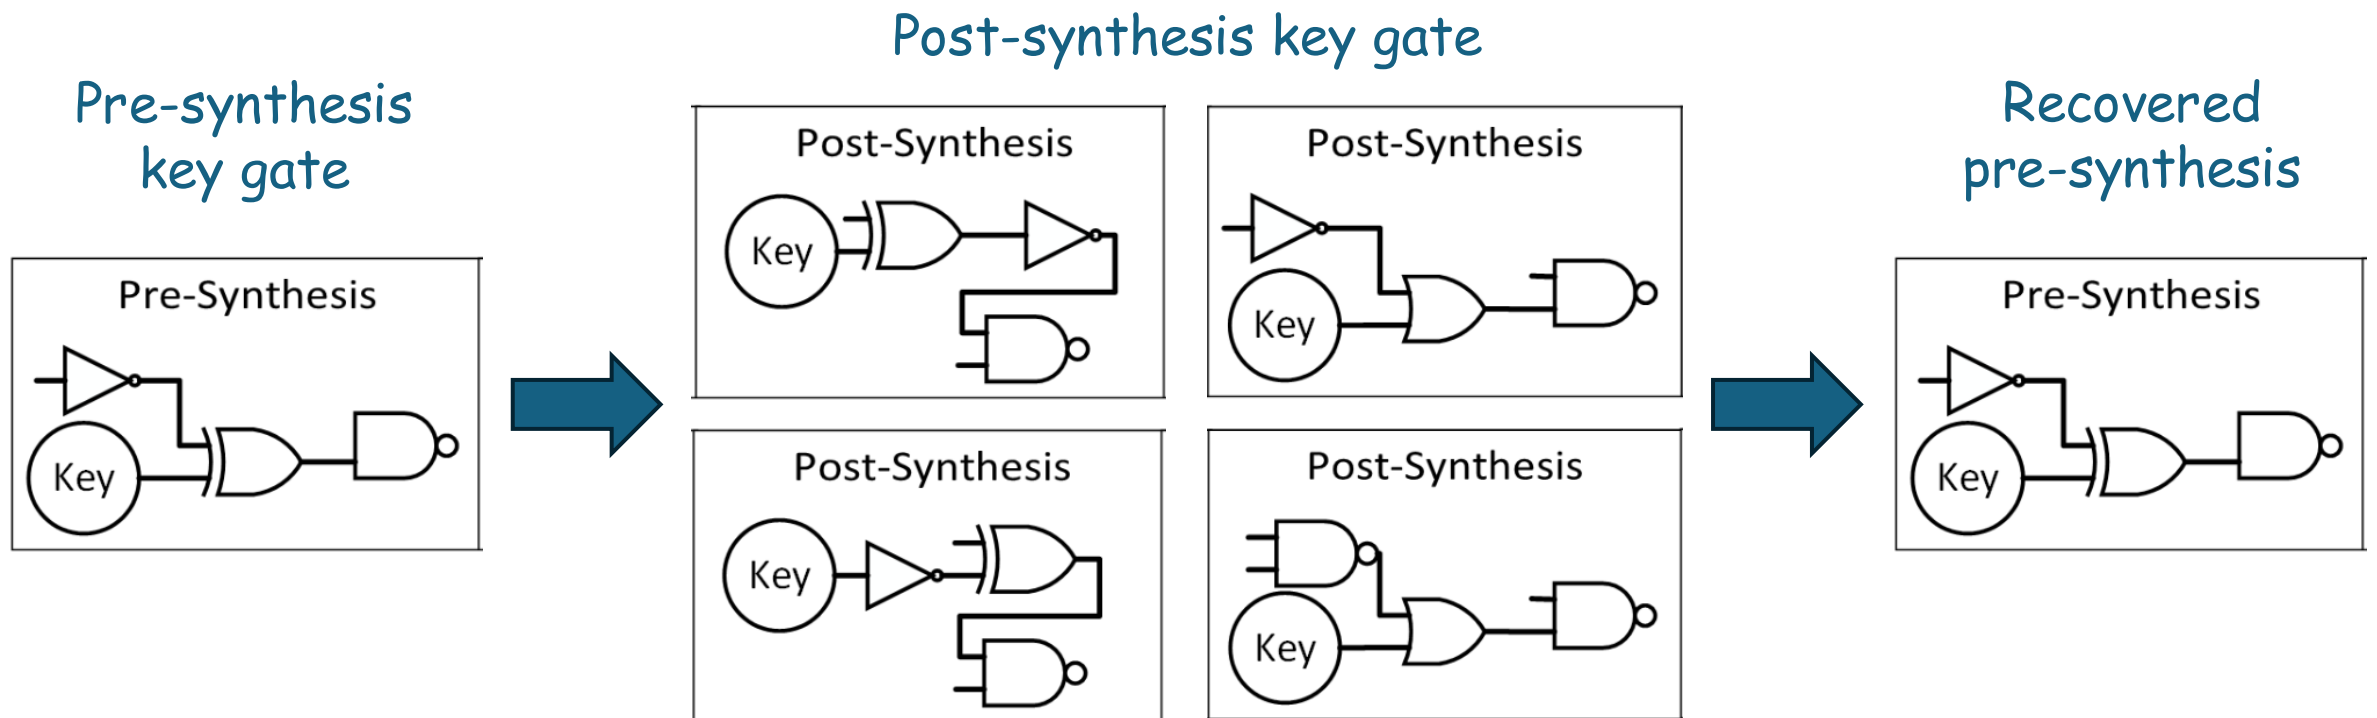 Post-synthesis key gate
Pre-synthesis
key gate
Recovered
pre-synthesis
Pre-Synthesis
Key
Post-Synthesis
Key
Post-Synthesis
Key
Post-Synthesis
Key
Post-Synthesis
Key
Pre-Synthesis
Key